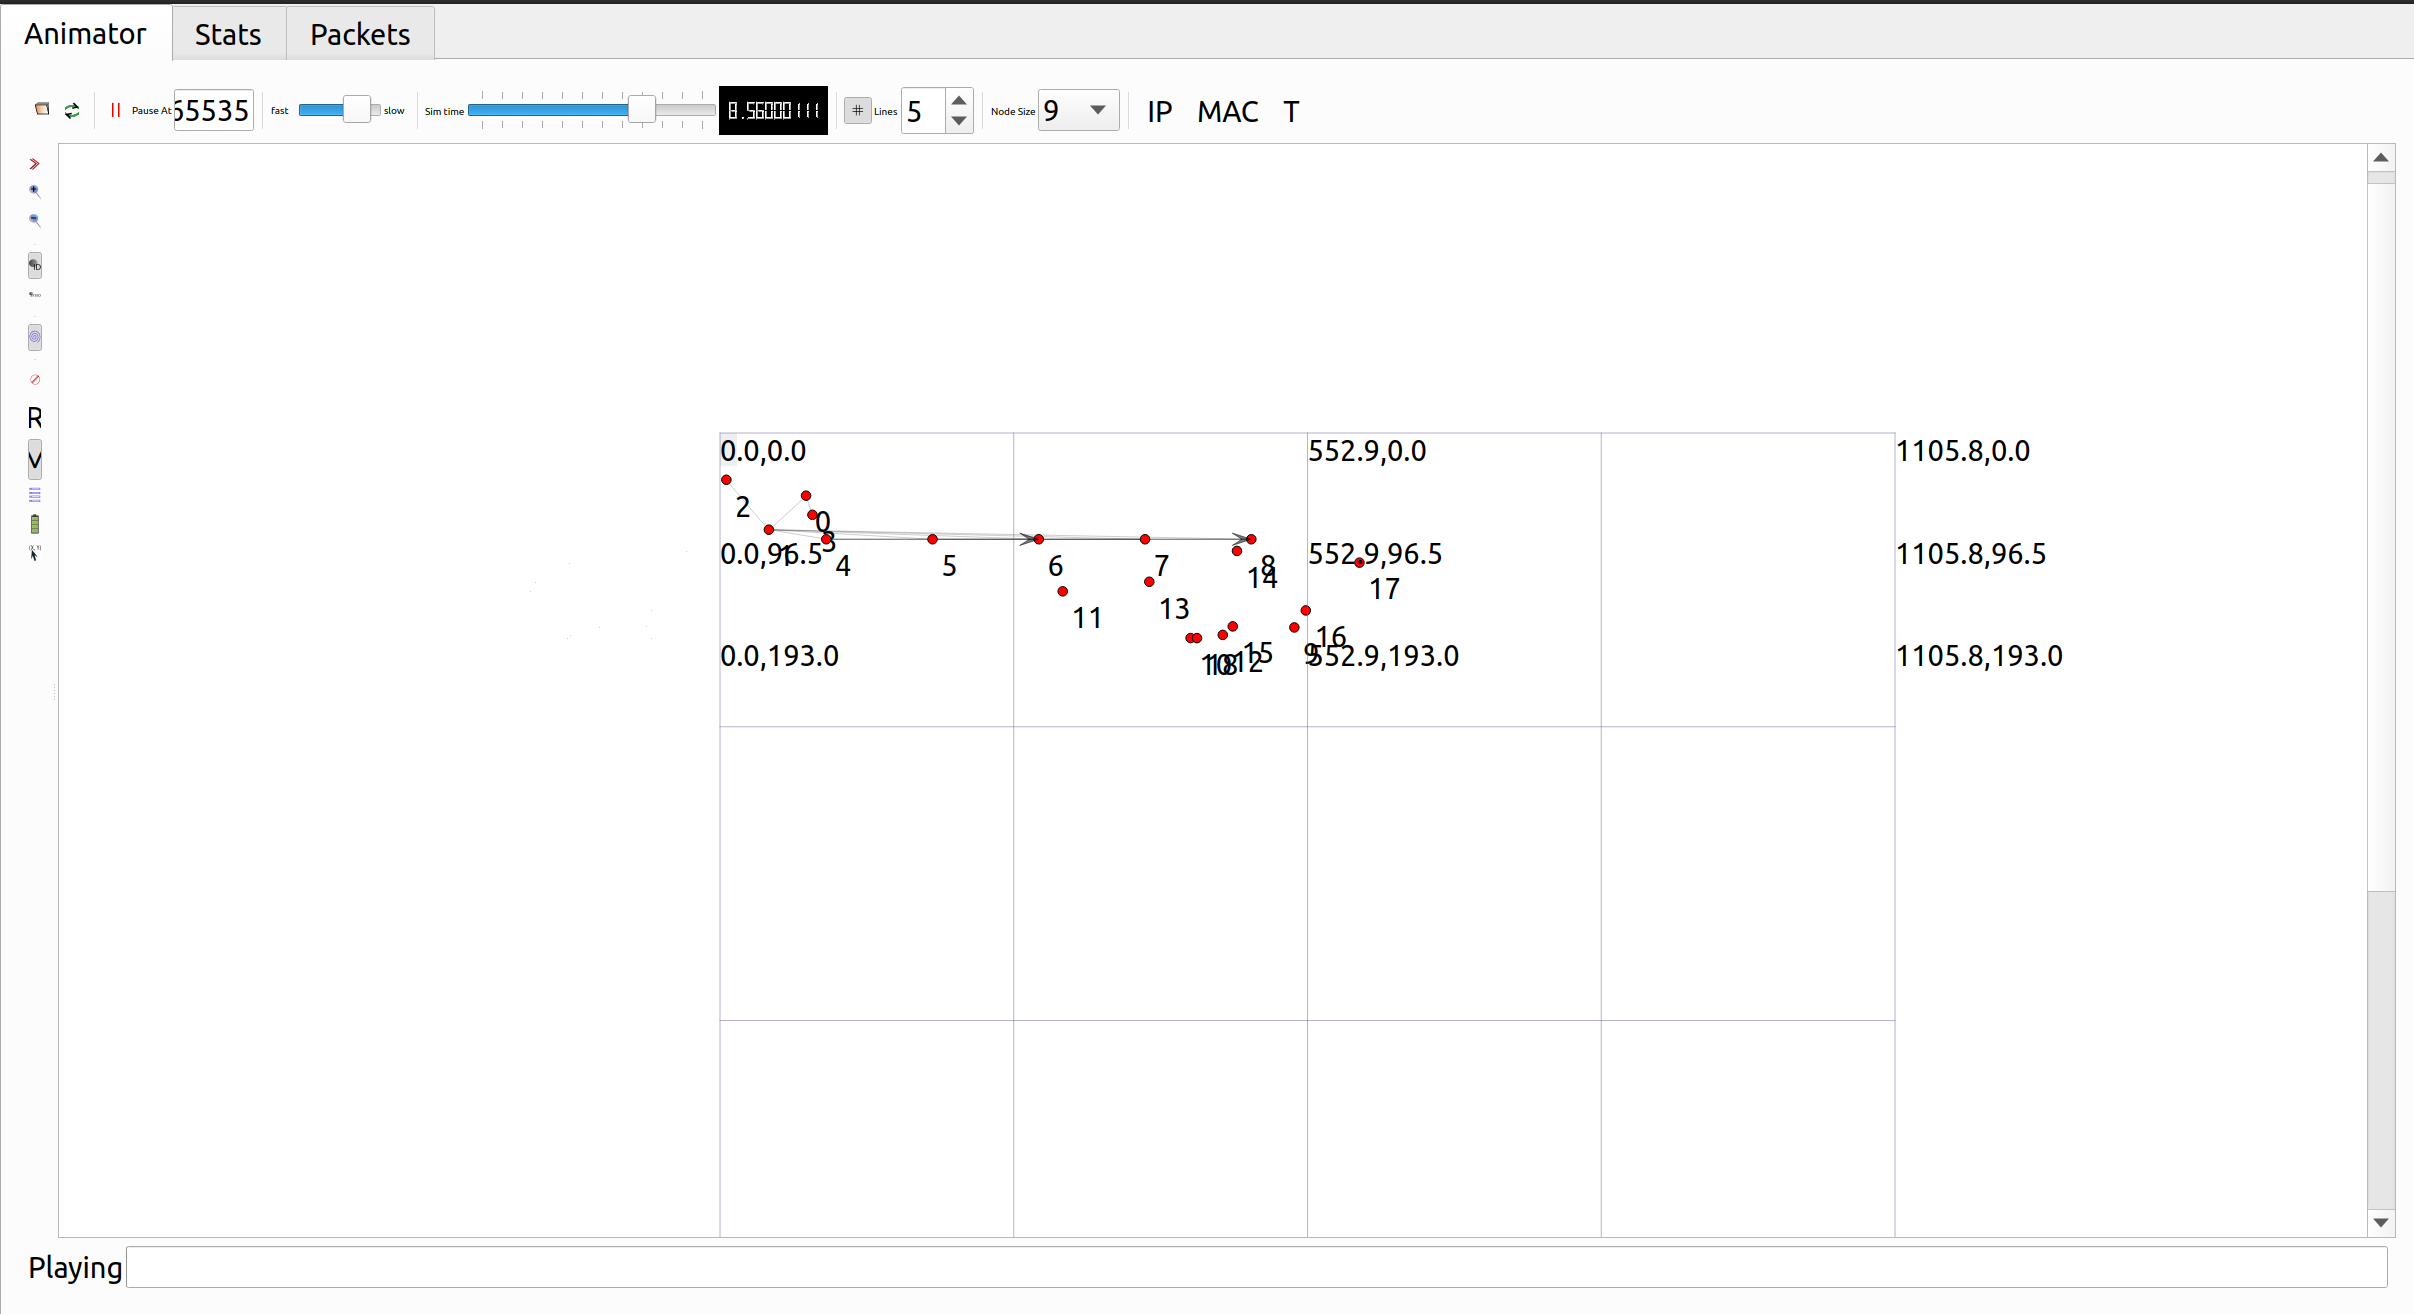 Animator Stats Packets
Pause At 65535 fast slow Sim time 8.56000111 # Lines 5 Node Size 9 IP MAC T
ID
R
V
0.0,0.0 552.9,0.0 1105.8,0.0
2
0
3
1
0.0,96.5 552.9,96.5 1105.8,96.5
4 5 6 7 8
14
17
13
11
16
15
9
10 18 12
0.0,193.0 552.9,193.0 1105.8,193.0
Playing